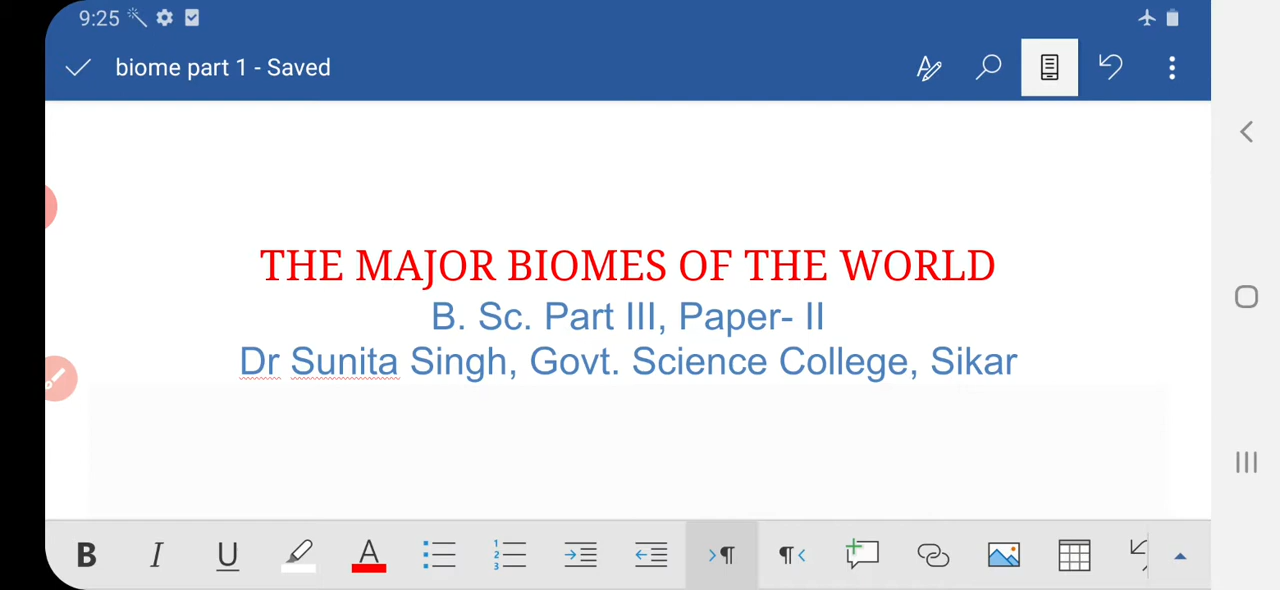 9:25
biome part 1 - Saved
THE MAJOR BIOMES OF THE WORLD
B. Sc. Part III, Paper- II
Dr Sunita Singh, Govt. Science College, Sikar
B I U A